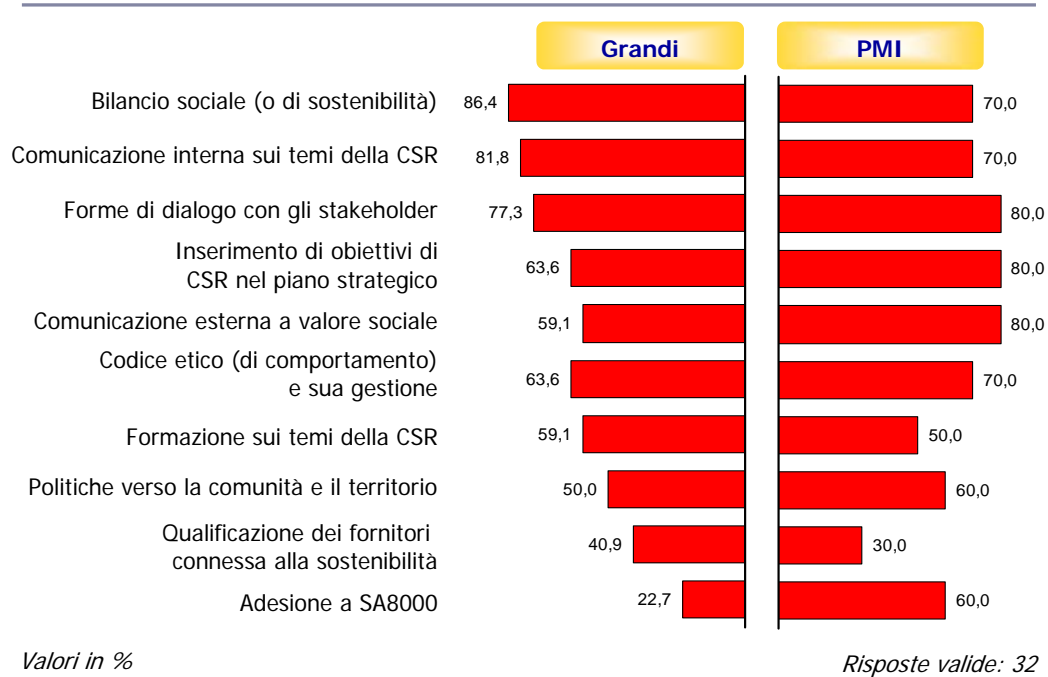 Grandi PMI
Bilancio sociale (o di sostenibilità) 86,4 70,0
Comunicazione interna sui temi della CSR 81,8 70,0
Forme di dialogo con gli stakeholder 77,3 80,0
Inserimento di obiettivi di
CSR nel piano strategico 63,6 80,0
Comunicazione esterna a valore sociale 59,1 80,0
Codice etico (di comportamento)
e sua gestione 63,6 70,0
Formazione sui temi della CSR 59,1 50,0
Politiche verso la comunità e il territorio 50,0 60,0
Qualificazione dei fornitori
connessa alla sostenibilità 40,9 30,0
Adesione a SA8000 22,7 60,0
Valori in % Risposte valide: 32